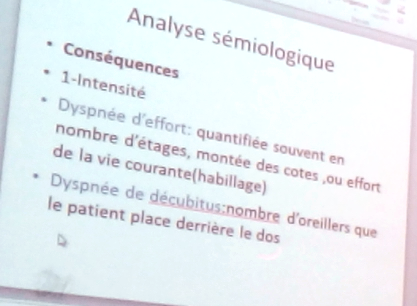 Analyse sémiologique
• Conséquences
• 1-Intensité
• Dyspnée d'effort: quantifiée souvent en
nombre d'étages, montée des cotes ,ou effort
de la vie courante(habillage)
• Dyspnée de décubitus:nombre d'oreillers que
le patient place derrière le dos